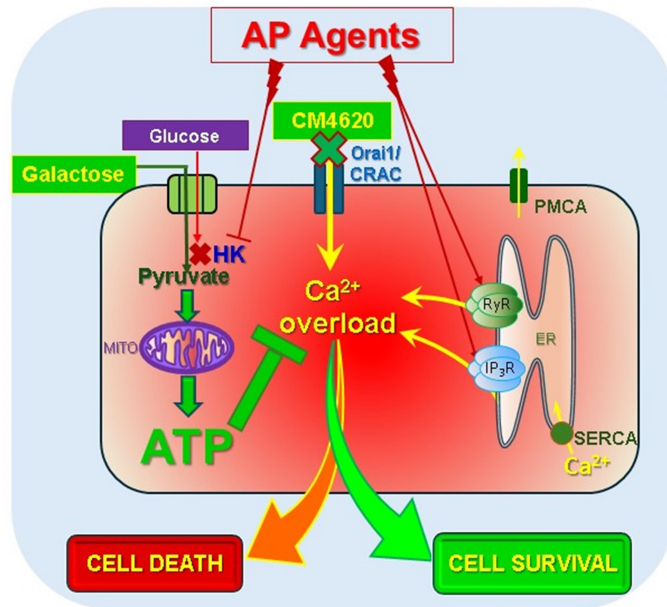 AP Agents
CM4620
Glucose
Orai1/
CRAC
Galactose
PMCA
HK
Pyruvate
Ca²⁺
overload
RyR
MITO
ER
IP₃R
ATP
SERCA
Ca²⁺
CELL DEATH
CELL SURVIVAL